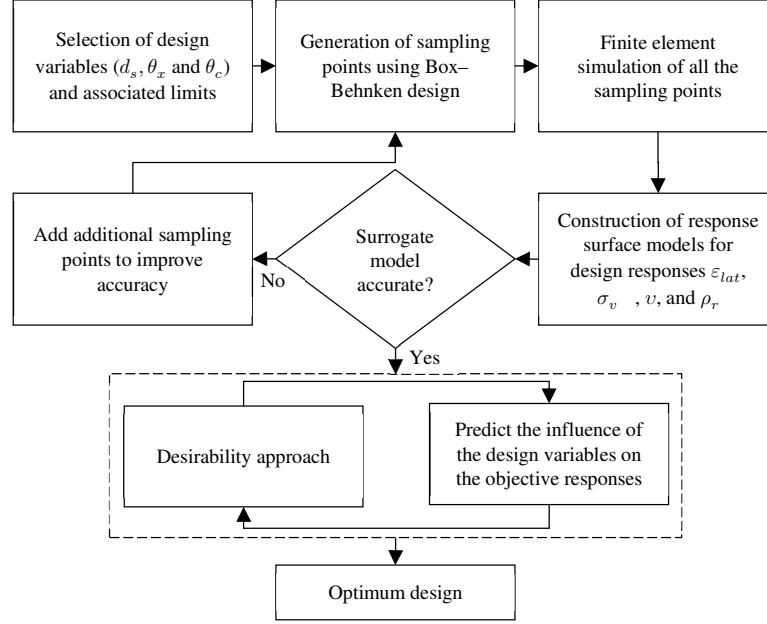 Selection of design
variables (d_s, θ_x and θ_c)
and associated limits
Generation of sampling
points using Box–
Behnken design
Finite element
simulation of all the
sampling points
Construction of response
surface models for
design responses ε_{lat},
σ_v , υ, and ρ_r
Surrogate
model
accurate?
No
Add additional sampling
points to improve
accuracy
Yes
Desirability approach
Predict the influence of
the design variables on
the objective responses
Optimum design